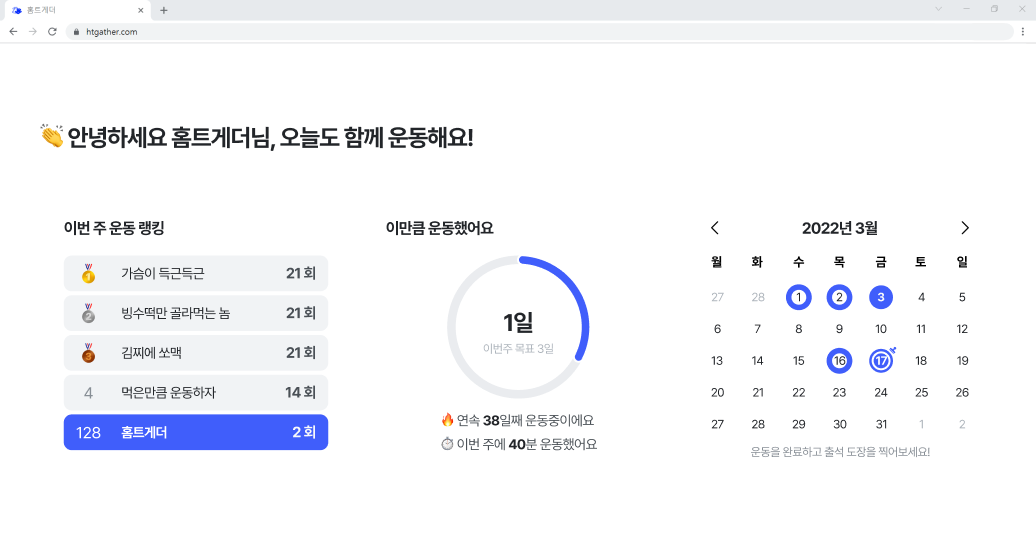 홈트게더
htgather.com
👏 안녕하세요 홈트게더님, 오늘도 함께 운동해요!
이번 주 운동 랭킹
1 가슴이 득근득근 21 회
2 빙수떡만 골라먹는 놈 21 회
3 김찌에 쏘맥 21 회
4 먹은만큼 운동하자 14 회
128 홈트게더 2 회
이만큼 운동했어요
1일
이번주 목표 3일
🔥 연속 38일째 운동중이에요
⏱ 이번 주에 40분 운동했어요
2022년 3월
월 화 수 목 금 토 일
27 28 1 2 3 4 5
6 7 8 9 10 11 12
13 14 15 16 17 18 19
20 21 22 23 24 25 26
27 28 29 30 31 1 2
운동을 완료하고 출석 도장을 찍어보세요!